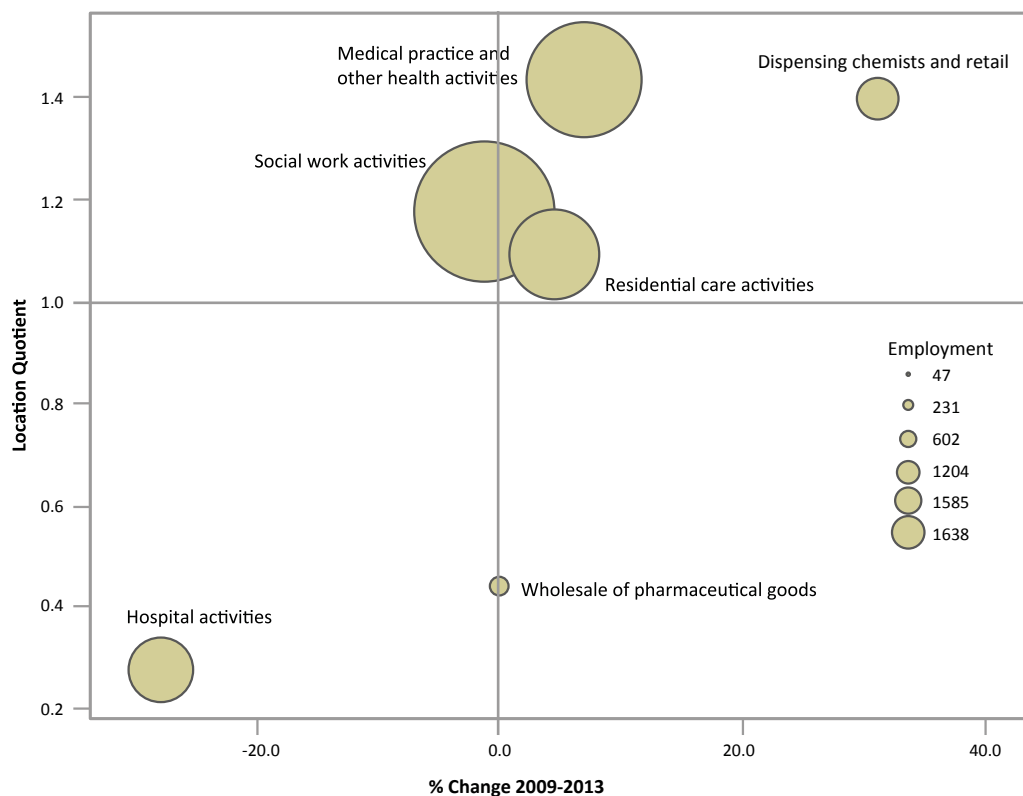 Medical practice and
other health activities
Dispensing chemists and retail
1.4
Social work activities
1.2
Residential care activities
1.0
Location Quotient
Employment
47
231
602
1204
1585
1638
0.8
0.6
0.4
Wholesale of pharmaceutical goods
Hospital activities
0.2
-20.0
0.0
20.0
40.0
% Change 2009-2013